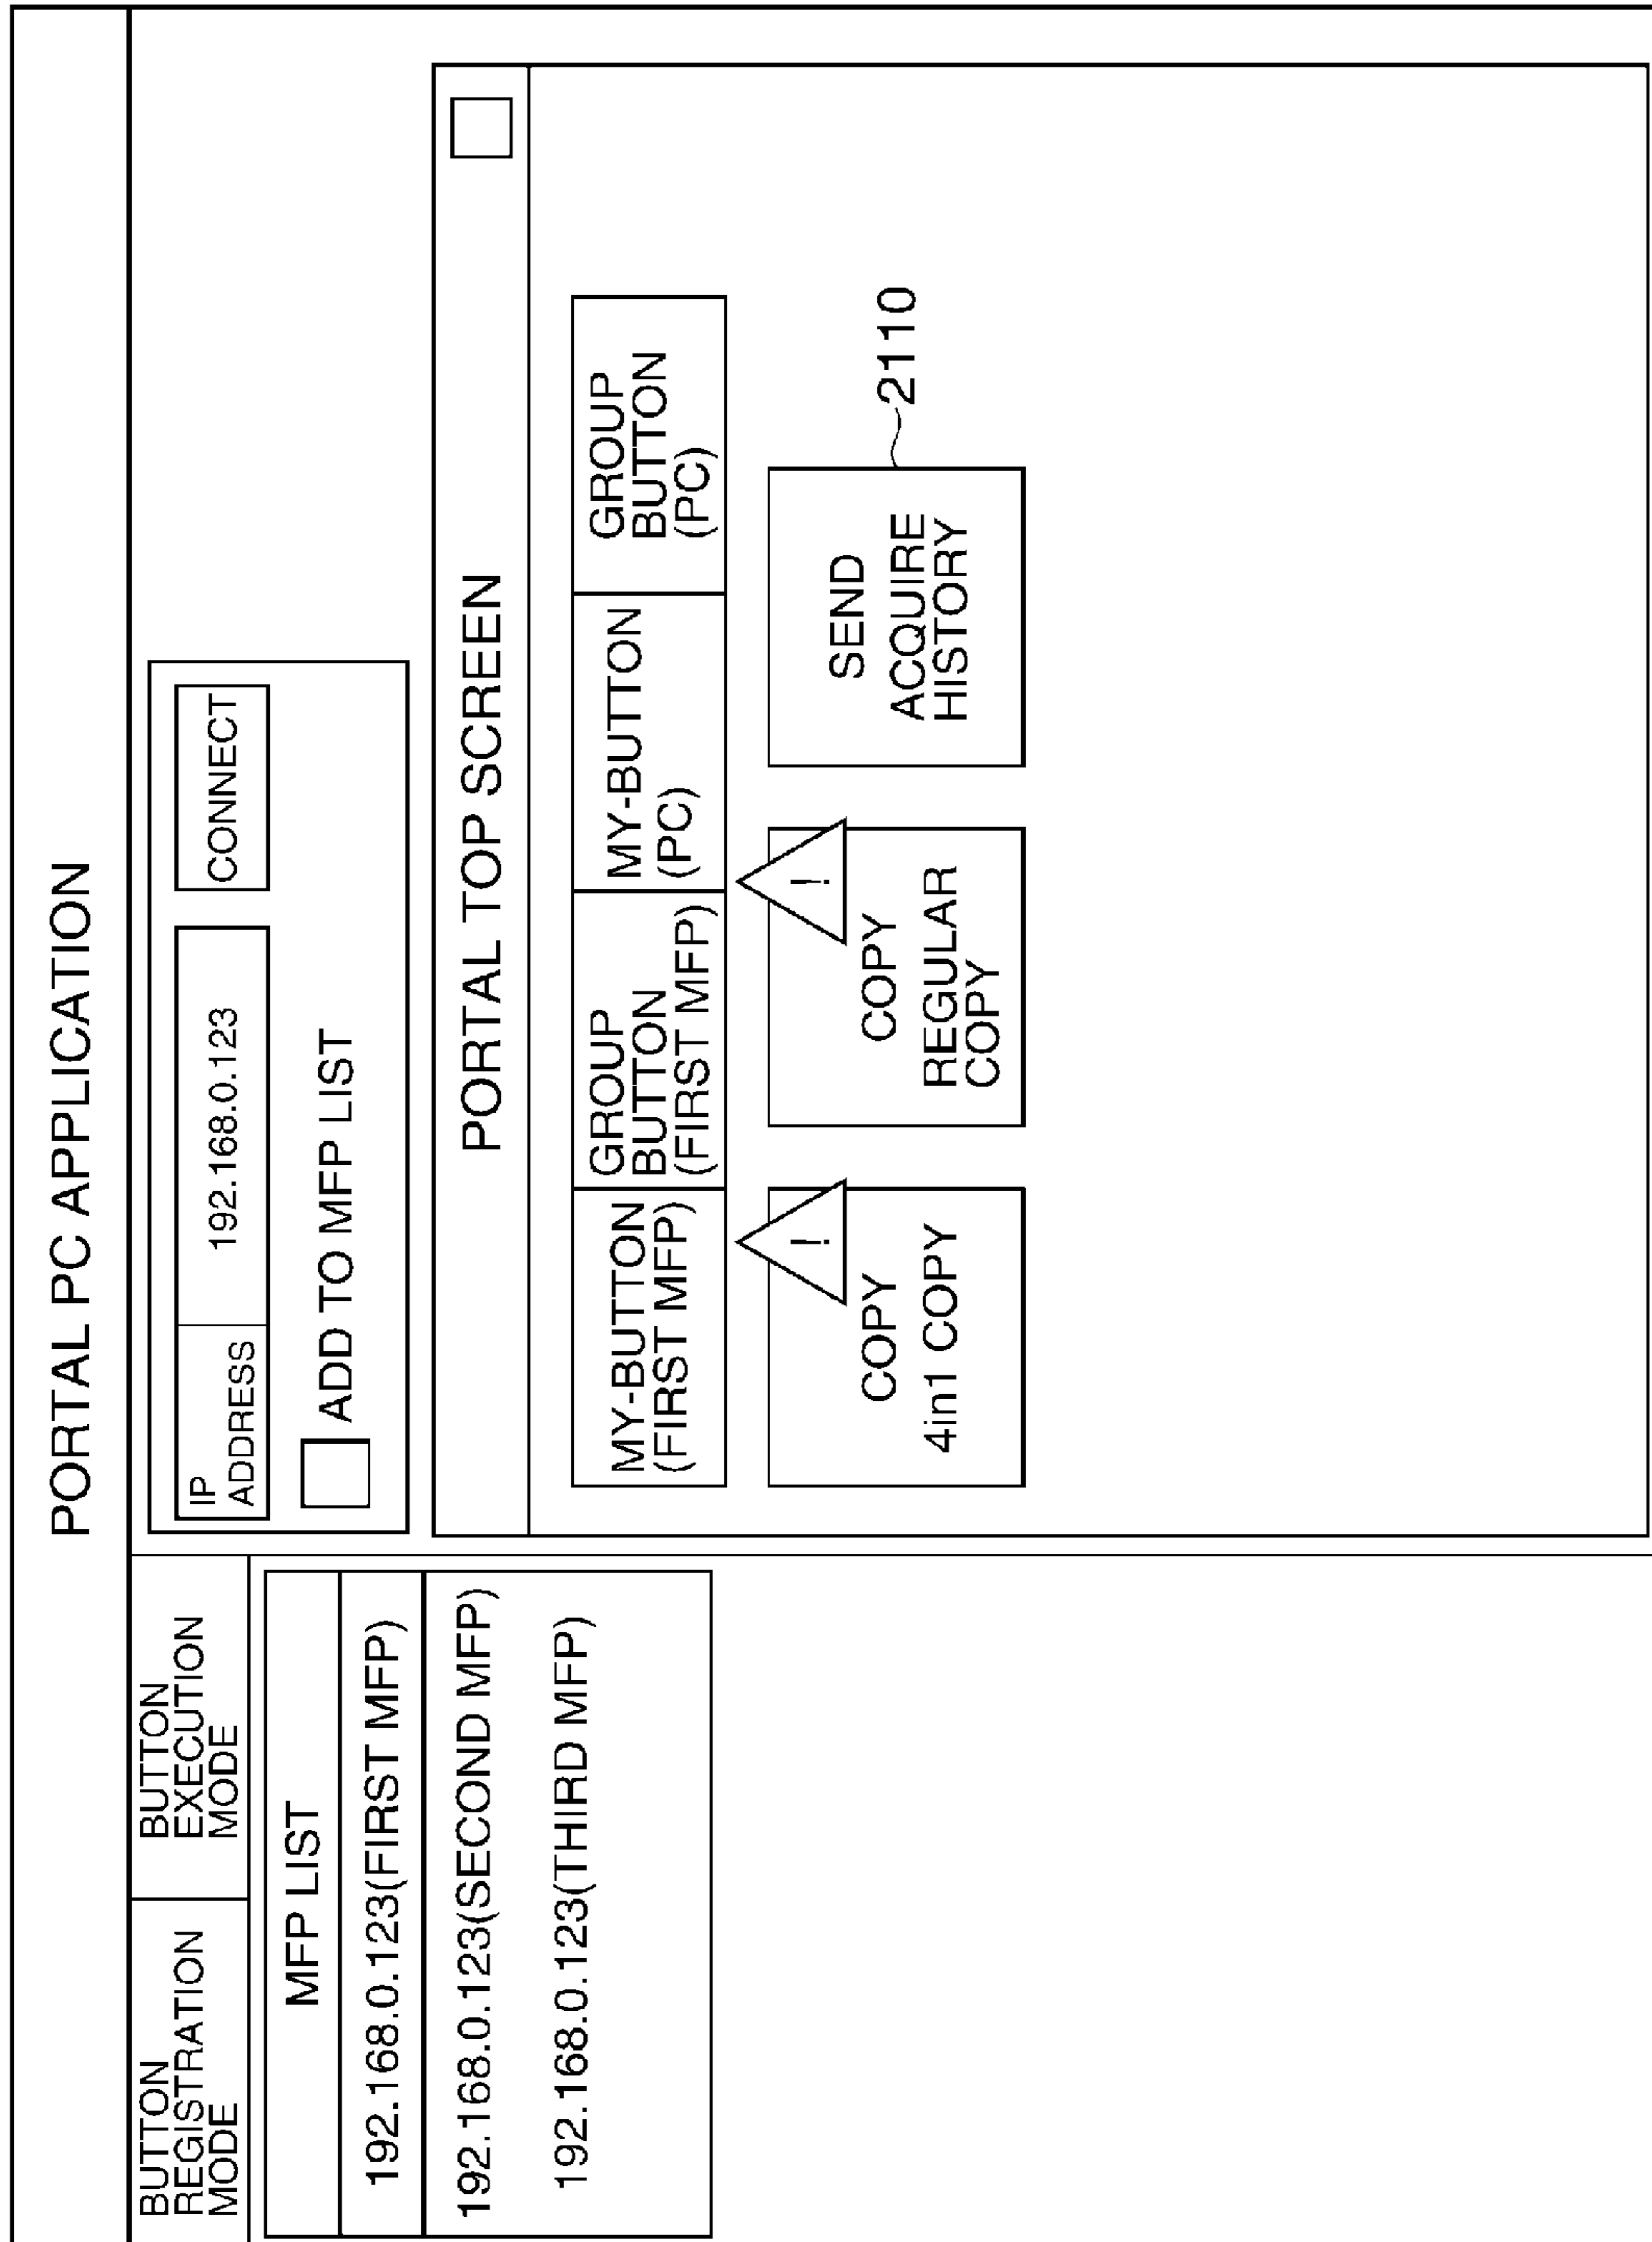 PORTAL PC APPLICATION
BUTTON
REGISTRATION
MODE
BUTTON
EXECUTION
MODE
MFP LIST
192.168.0.123(FIRST MFP)
192.168.0.123(SECOND MFP)
192.168.0.123(THIRD MFP)
IP
ADDRESS
192.168.0.123
CONNECT
ADD TO MFP LIST
PORTAL TOP SCREEN
MY-BUTTON
(FIRST MFP)
GROUP
BUTTON
(FIRST MFP)
MY-BUTTON
(PC)
GROUP
BUTTON
(PC)
!
COPY
4in1 COPY
!
COPY
REGULAR
COPY
SEND
ACQUIRE
HISTORY
2110